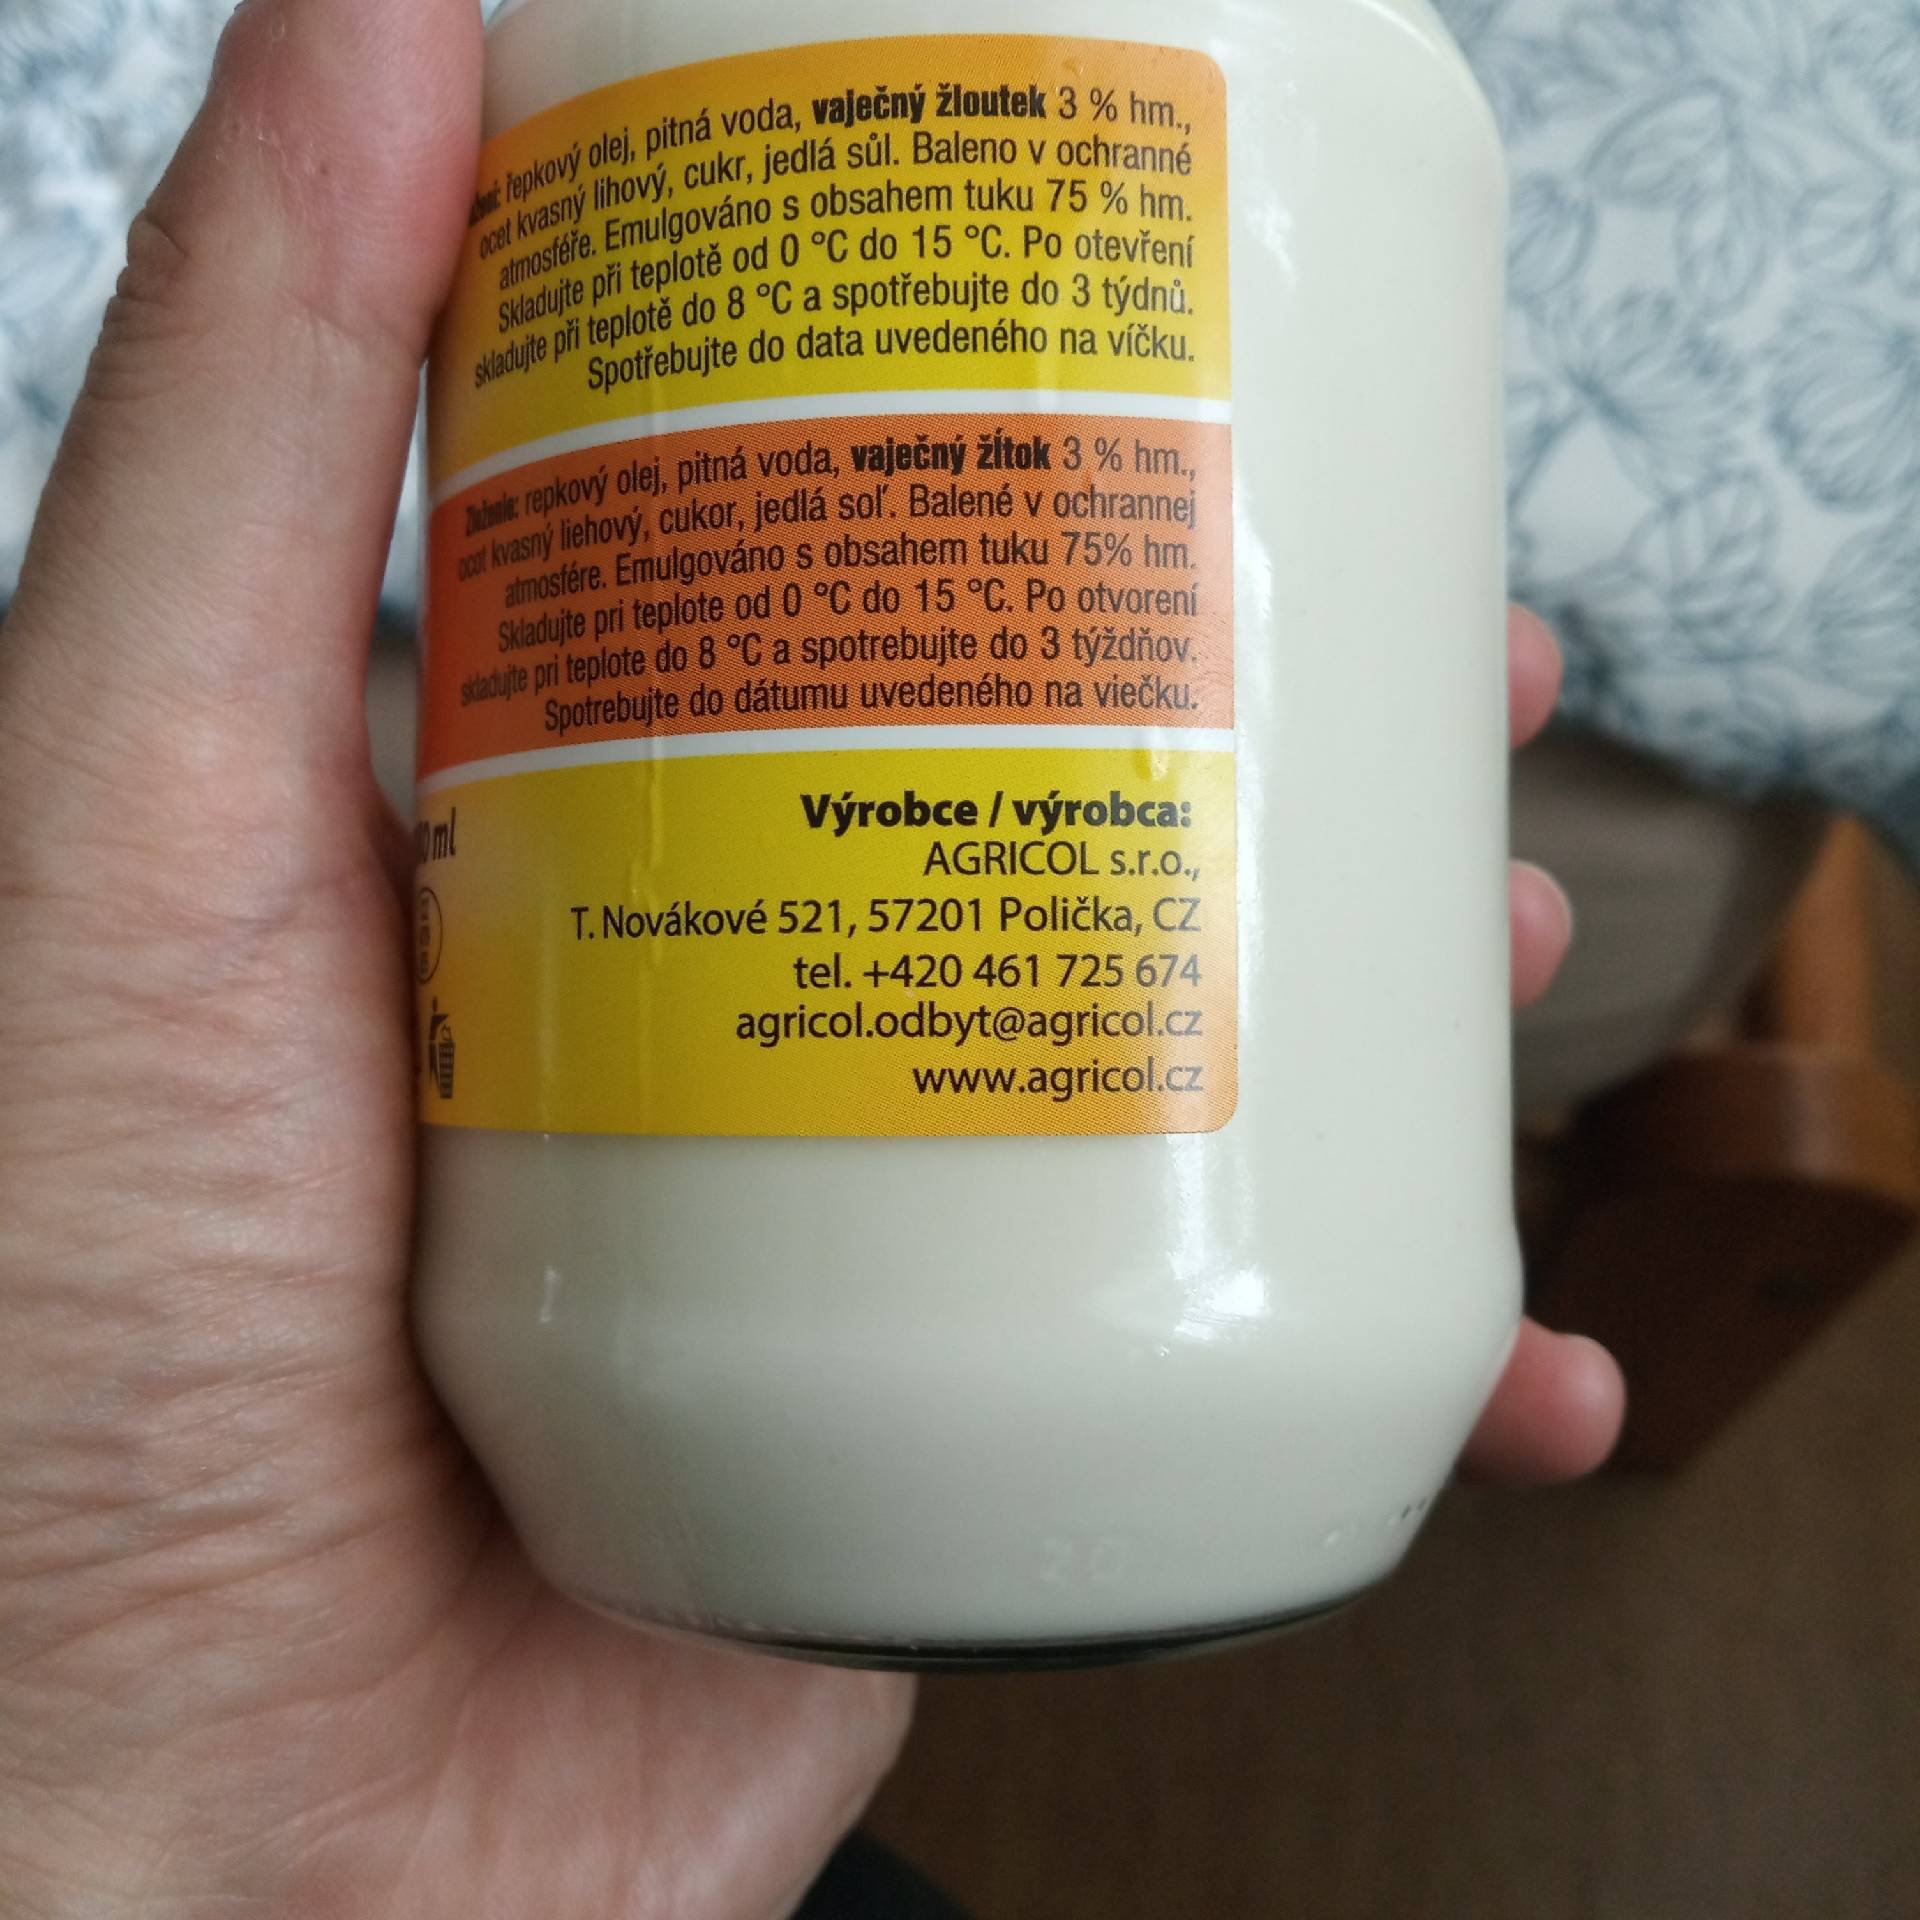 řepkový olej, pitná voda, vaječný žloutek 3 % hm.,
ocet kvasný lihový, cukr, jedlá sůl. Baleno v ochranné
atmosféře. Emulgováno s obsahem tuku 75 % hm.
Skladujte při teplotě od 0 °C do 15 °C. Po otevření
skladujte při teplotě do 8 °C a spotřebujte do 3 týdnů.
Spotřebujte do data uvedeného na víčku.
Zloženie: repkový olej, pitná voda, vaječný žĺtok 3 % hm.,
ocot kvasný liehový, cukor, jedlá soľ. Balené v ochrannej
atmosfére. Emulgováno s obsahem tuku 75% hm.
Skladujte pri teplote od 0 °C do 15 °C. Po otvorení
skladujte pri teplote do 8 °C a spotrebujte do 3 týždňov.
Spotrebujte do dátumu uvedeného na viečku.
ml
Výrobce / výrobca:
AGRICOL s.r.o.,
T. Novákové 521, 57201 Polička, CZ
tel. +420 461 725 674
agricol.odbyt@agricol.cz
www.agricol.cz